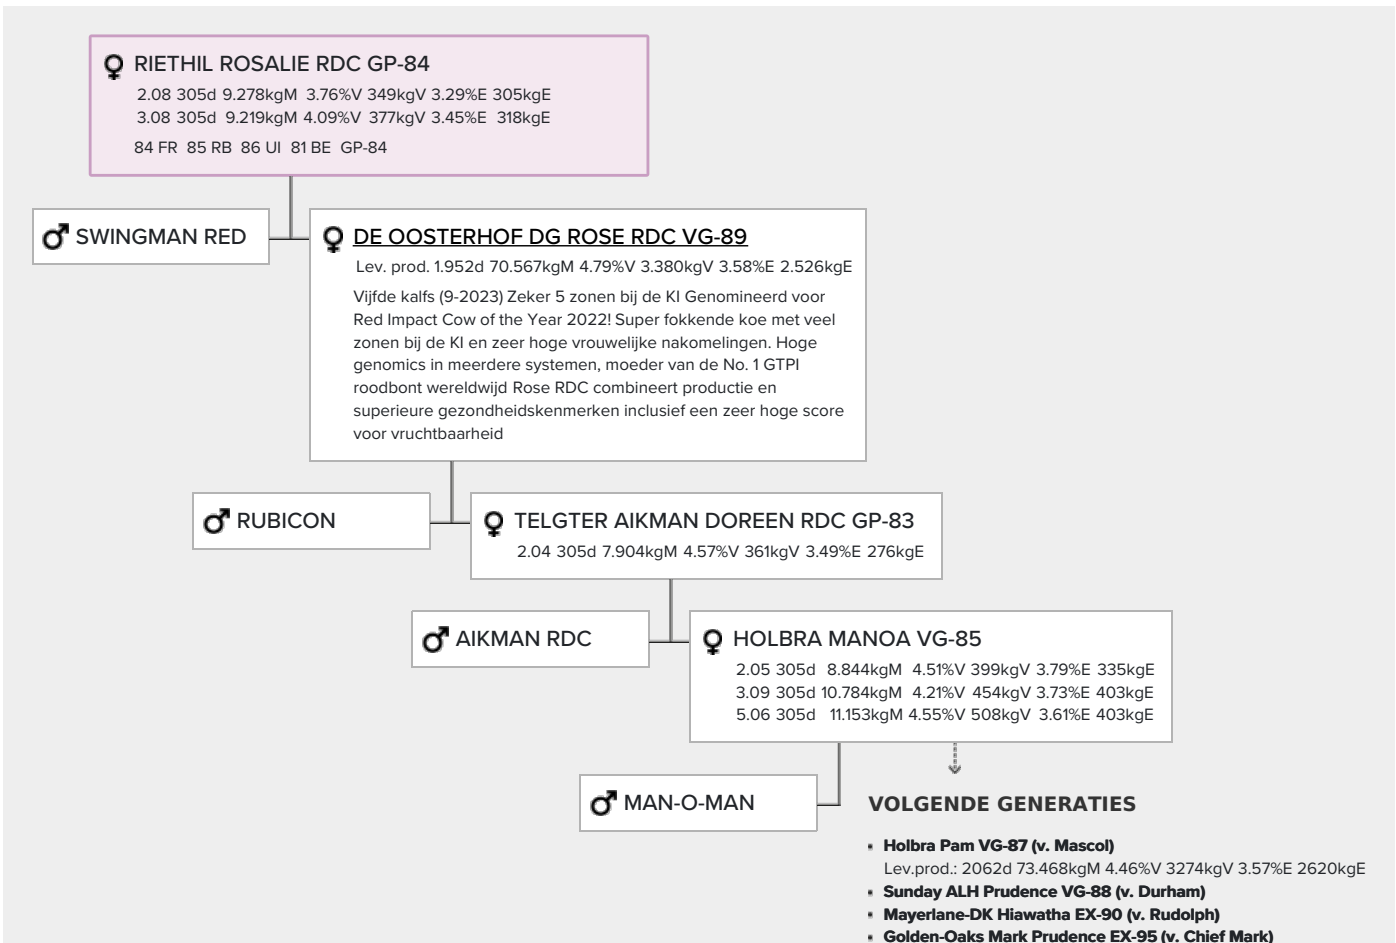 RIETHIL ROSALIE RDC GP-84
2.08 305d 9.278kgM 3.76%V 349kgV 3.29%E 305kgE
3.08 305d 9.219kgM 4.09%V 377kgV 3.45%E 318kgE
84 FR 85 RB 86 UI 81 BE GP-84
SWINGMAN RED
DE OOSTERHOF DG ROSE RDC VG-89
Lev. prod. 1.952d 70.567kgM 4.79%V 3.380kgV 3.58%E 2.526kgE
Vijfde kalfs (9-2023) Zeker 5 zonen bij de KI Genomineerd voor
Red Impact Cow of the Year 2022! Super fokkende koe met veel
zonen bij de KI en zeer hoge vrouwelijke nakomelingen. Hoge
genomics in meerdere systemen, moeder van de No. 1 GTPI
roodbont wereldwijd Rose RDC combineert productie en
superieure gezondheidskenmerken inclusief een zeer hoge score
voor vruchtbaarheid
RUBICON
TELGTER AIKMAN DOREEN RDC GP-83
2.04 305d 7.904kgM 4.57%V 361kgV 3.49%E 276kgE
AIKMAN RDC
HOLBRA MANOA VG-85
2.05 305d 8.844kgM 4.51%V 399kgV 3.79%E 335kgE
3.09 305d 10.784kgM 4.21%V 454kgV 3.73%E 403kgE
5.06 305d 11.153kgM 4.55%V 508kgV 3.61%E 403kgE
MAN-O-MAN
VOLGENDE GENERATIES
Holbra Pam VG-87 (v. Mascol)
Lev.prod.: 2062d 73.468kgM 4.46%V 3274kgV 3.57%E 2620kgE
Sunday ALH Prudence VG-88 (v. Durham)
Mayerlane-DK Hiawatha EX-90 (v. Rudolph)
Golden-Oaks Mark Prudence EX-95 (v. Chief Mark)